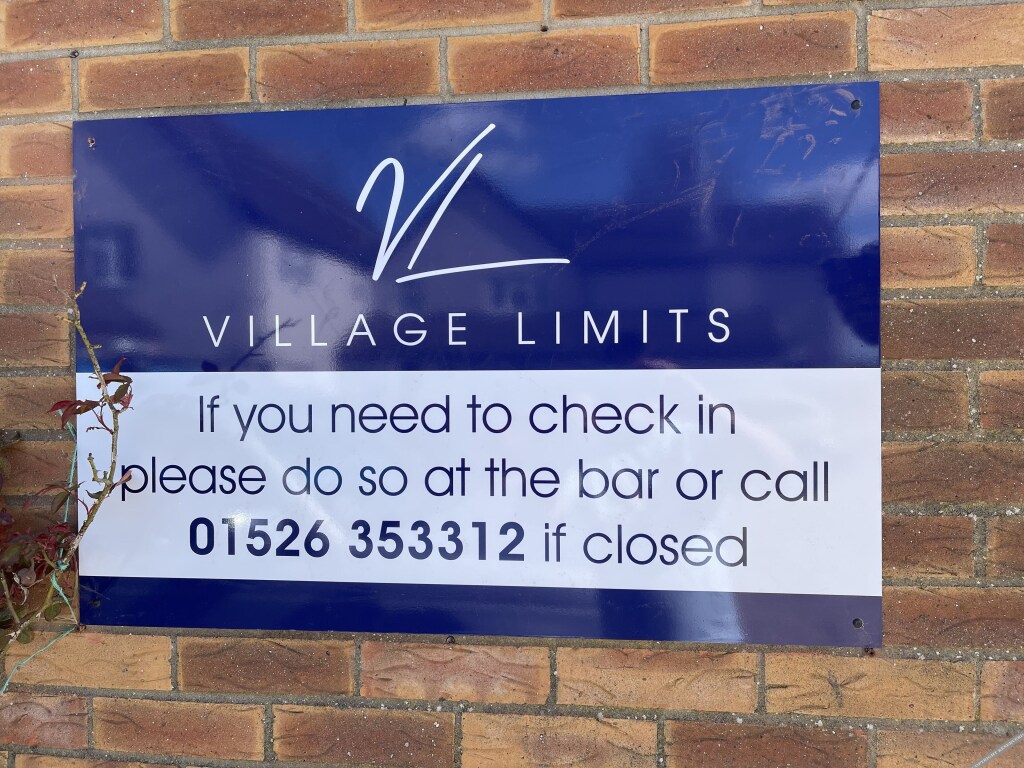 VL
VILLAGE LIMITS
If you need to check in
please do so at the bar or call
01526 353312 if closed